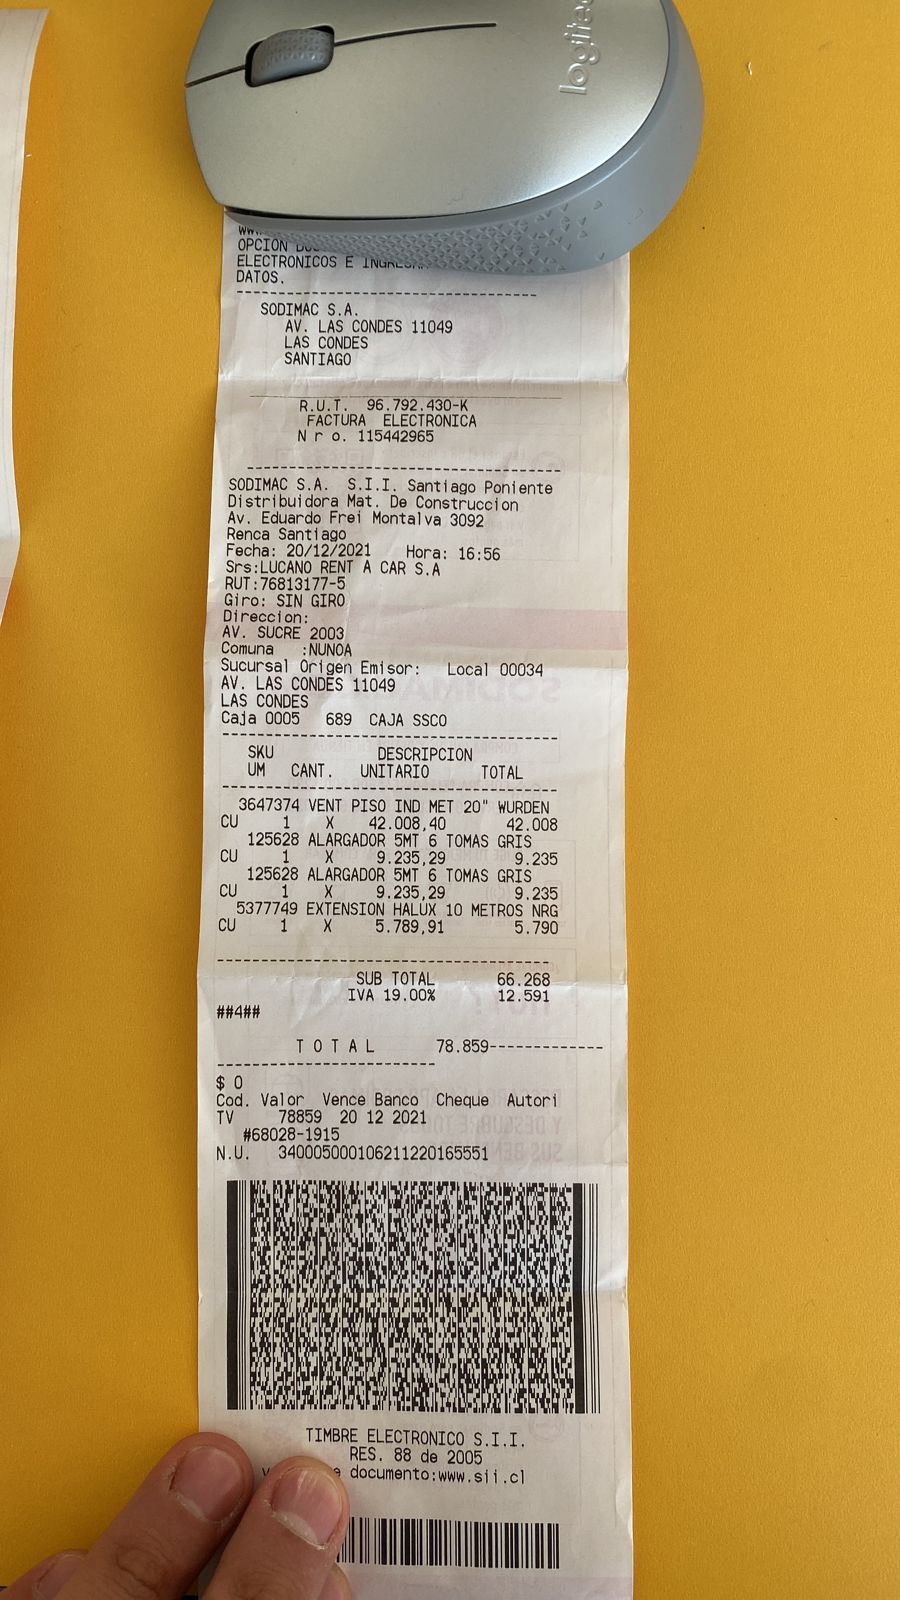 logitec
OPCION
ELECTRONICOS E
DATOS.
SODIMAC S.A.
AV. LAS CONDES 11049
LAS CONDES
SANTIAGO
R.U.T. 96.792.430-K
FACTURA ELECTRONICA
N r o. 115442965
SODIMAC S.A. S.I.I. Santiago Poniente
Distribuidora Mat. De Construccion
Av. Eduardo Frei Montalva 3092
Renca Santiago
Fecha: 20/12/2021 Hora: 16:56
Srs:LUCANO RENT A CAR S.A
RUT:76813177-5
Giro: SIN GIRO
Direccion:
AV. SUCRE 2003
Comuna :NUNOA
Sucursal Origen Emisor: Local 00034
AV. LAS CONDES 11049
LAS CONDES
Caja 0005 689 CAJA SSCO
SKU DESCRIPCION
UM CANT. UNITARIO TOTAL
3647374 VENT PISO IND MET 20" WURDEN
CU 1 X 42.008,40 42.008
125628 ALARGADOR 5MT 6 TOMAS GRIS
CU 1 X 9.235,29 9.235
125628 ALARGADOR 5MT 6 TOMAS GRIS
CU 1 X 9.235,29 9.235
5377749 EXTENSION HALUX 10 METROS NRG
CU 1 X 5.789,91 5.790
SUB TOTAL 66.268
IVA 19.00% 12.591
##4##
T O T A L 78.859------------
$ 0
Cod. Valor Vence Banco Cheque Autori
TV 78859 20 12 2021
#68028-1915
N.U. 340005000106211220165551
TIMBRE ELECTRONICO S.I.I.
RES. 88 de 2005
documento:www.sii.cl